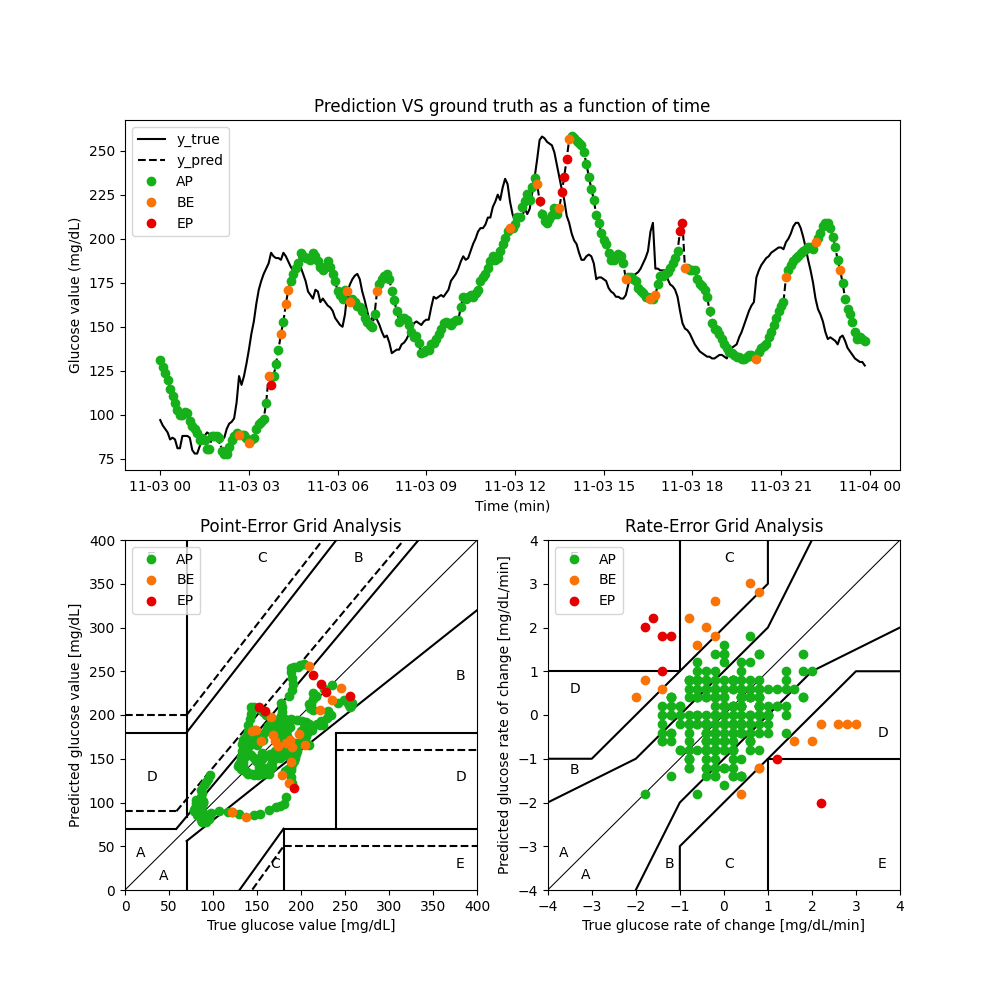 Prediction VS ground truth as a function of time
Glucose value (mg/dL)
250
225
200
175
150
125
100
75
y_true
y_pred
AP
BE
EP
11-03 00 11-03 03 11-03 06 11-03 09 11-03 12 11-03 15 11-03 18 11-03 21 11-04 00
Time (min)
Point-Error Grid Analysis
Predicted glucose value [mg/dL]
400
350
300
250
200
150
100
50
0
AP
BE
EP
C
B
B
D
D
A
A
C
E
0 50 100 150 200 250 300 350 400
True glucose value [mg/dL]
Rate-Error Grid Analysis
Predicted glucose rate of change [mg/dL/min]
4
3
2
1
0
−1
−2
−3
−4
AP
BE
EP
C
D
D
B
A
A
B
C
E
−4 −3 −2 −1 0 1 2 3 4
True glucose rate of change [mg/dL/min]